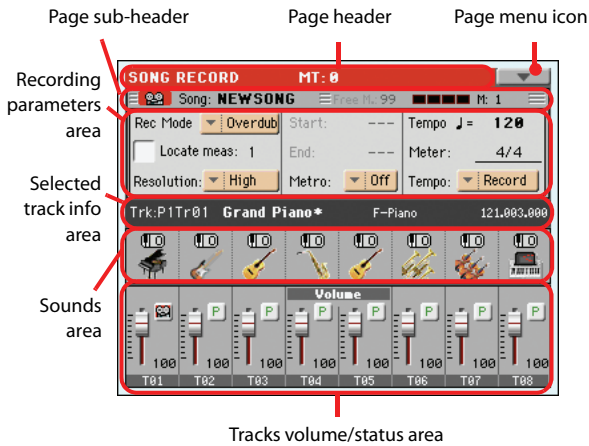 Page sub-header
Page header
Page menu icon
SONG RECORD MT: 0
Song: NEWSONG Free M.: 99 M: 1
Recording
parameters
area
Rec Mode Overdub Start: --- Tempo ♩= 120
Locate meas: 1 End: --- Meter: 4/4
Resolution: High Metro: Off Tempo: Record
Selected
track info
area
Trk:P1Tr01 Grand Piano* F-Piano 121.003.000
Sounds
area
Volume
P P P P P P P
100 100 100 100 100 100 100 100
T01 T02 T03 T04 T05 T06 T07 T08
Tracks volume/status area